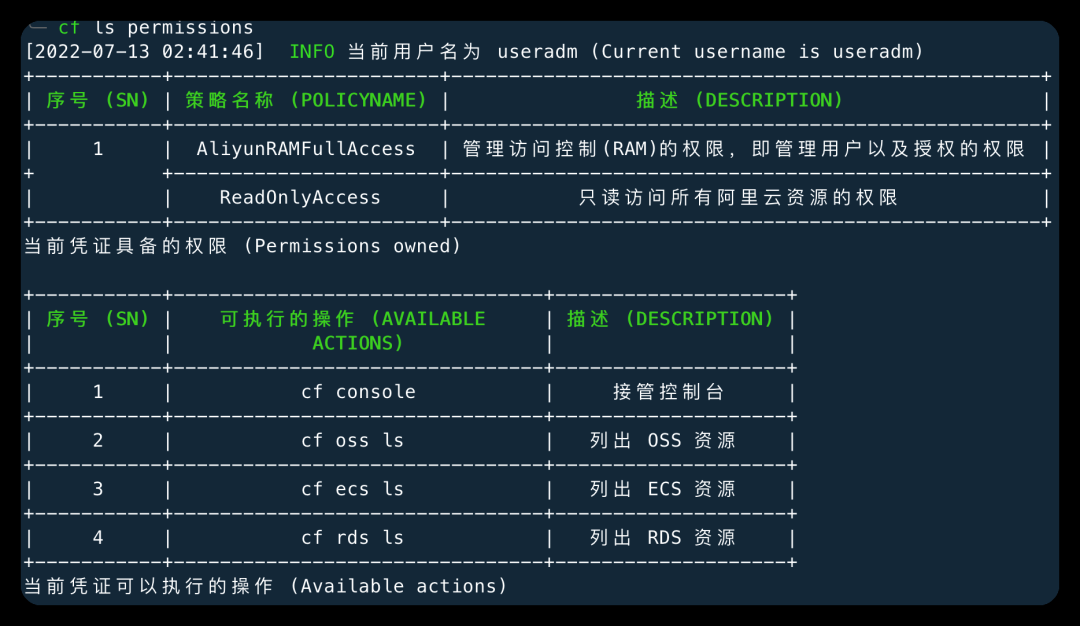 cf ls permissions
[2022-07-13 02:41:46] INFO 当前用户名为 useradm (Current username is useradm)
序号 (SN) | 策略名称 (POLICYNAME) | 描述 (DESCRIPTION)
1 | AliyunRAMFullAccess | 管理访问控制(RAM)的权限，即管理用户以及授权的权限
ReadOnlyAccess | 只读访问所有阿里云资源的权限
当前凭证具备的权限 (Permissions owned)
序号 (SN) | 可执行的操作 (AVAILABLE | 描述 (DESCRIPTION)
ACTIONS)
1 | cf console | 接管控制台
2 | cf oss ls | 列出 OSS 资源
3 | cf ecs ls | 列出 ECS 资源
4 | cf rds ls | 列出 RDS 资源
当前凭证可以执行的操作 (Available actions)